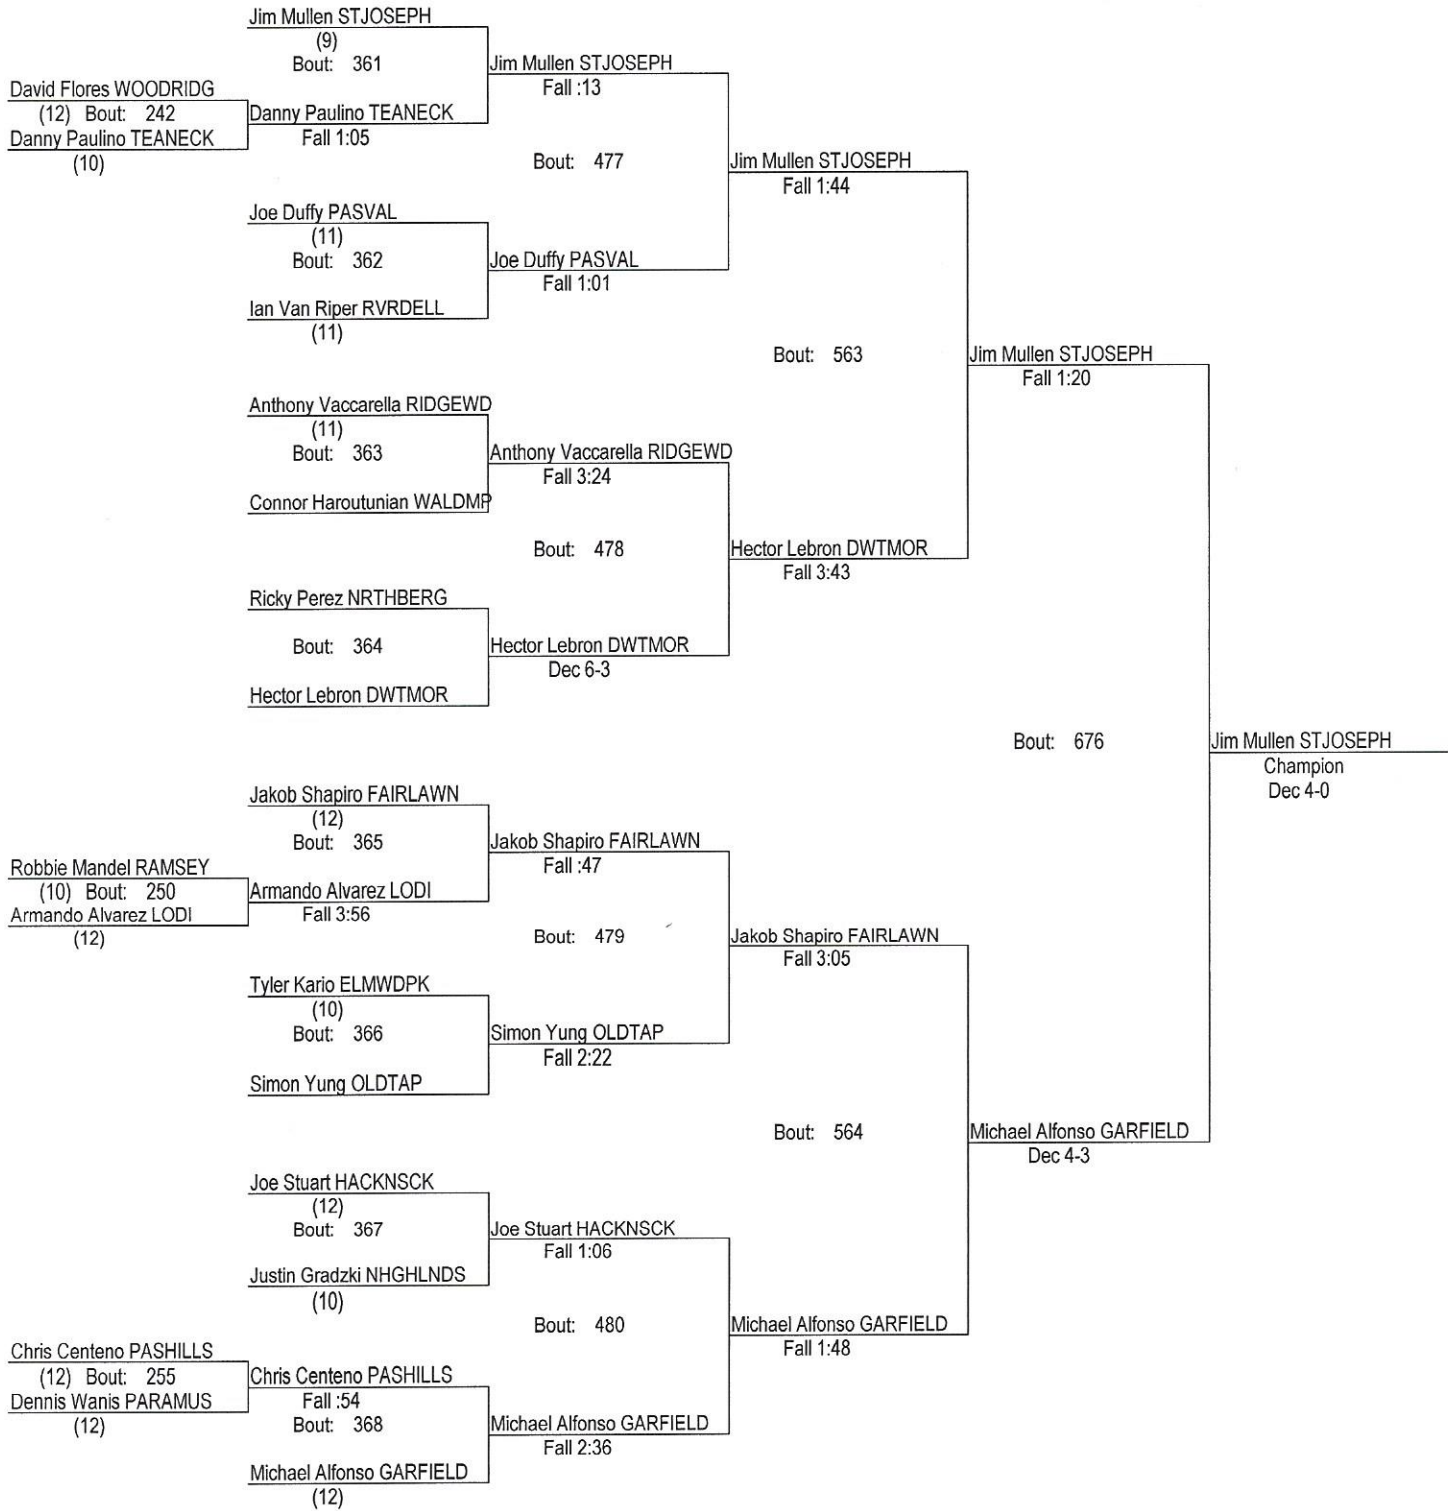 Jim Mullen STJOSEPH
(9)
Bout: 361
David Flores WOODRIDG
(12) Bout: 242
Danny Paulino TEANECK
(10)
Danny Paulino TEANECK
Fall 1:05
Jim Mullen STJOSEPH
Fall :13
Bout: 477
Joe Duffy PASVAL
(11)
Bout: 362
Ian Van Riper RVRDELL
(11)
Joe Duffy PASVAL
Fall 1:01
Jim Mullen STJOSEPH
Fall 1:44
Bout: 563
Anthony Vaccarella RIDGEWD
(11)
Bout: 363
Connor Haroutunian WALDMP
Anthony Vaccarella RIDGEWD
Fall 3:24
Bout: 478
Ricky Perez NRTHBERG
Bout: 364
Hector Lebron DWTMOR
Hector Lebron DWTMOR
Dec 6-3
Hector Lebron DWTMOR
Fall 3:43
Jim Mullen STJOSEPH
Fall 1:20
Bout: 676
Jim Mullen STJOSEPH
Champion
Dec 4-0
Jakob Shapiro FAIRLAWN
(12)
Bout: 365
Robbie Mandel RAMSEY
(10) Bout: 250
Armando Alvarez LODI
(12)
Armando Alvarez LODI
Fall 3:56
Jakob Shapiro FAIRLAWN
Fall :47
Bout: 479
Tyler Kario ELMWDPK
(10)
Bout: 366
Simon Yung OLDTAP
Simon Yung OLDTAP
Fall 2:22
Jakob Shapiro FAIRLAWN
Fall 3:05
Bout: 564
Michael Alfonso GARFIELD
Dec 4-3
Joe Stuart HACKNSCK
(12)
Bout: 367
Justin Gradzki NHGHLNDS
(10)
Joe Stuart HACKNSCK
Fall 1:06
Bout: 480
Michael Alfonso GARFIELD
Fall 1:48
Chris Centeno PASHILLS
(12) Bout: 255
Dennis Wanis PARAMUS
(12)
Chris Centeno PASHILLS
Fall :54
Bout: 368
Michael Alfonso GARFIELD
(12)
Michael Alfonso GARFIELD
Fall 2:36